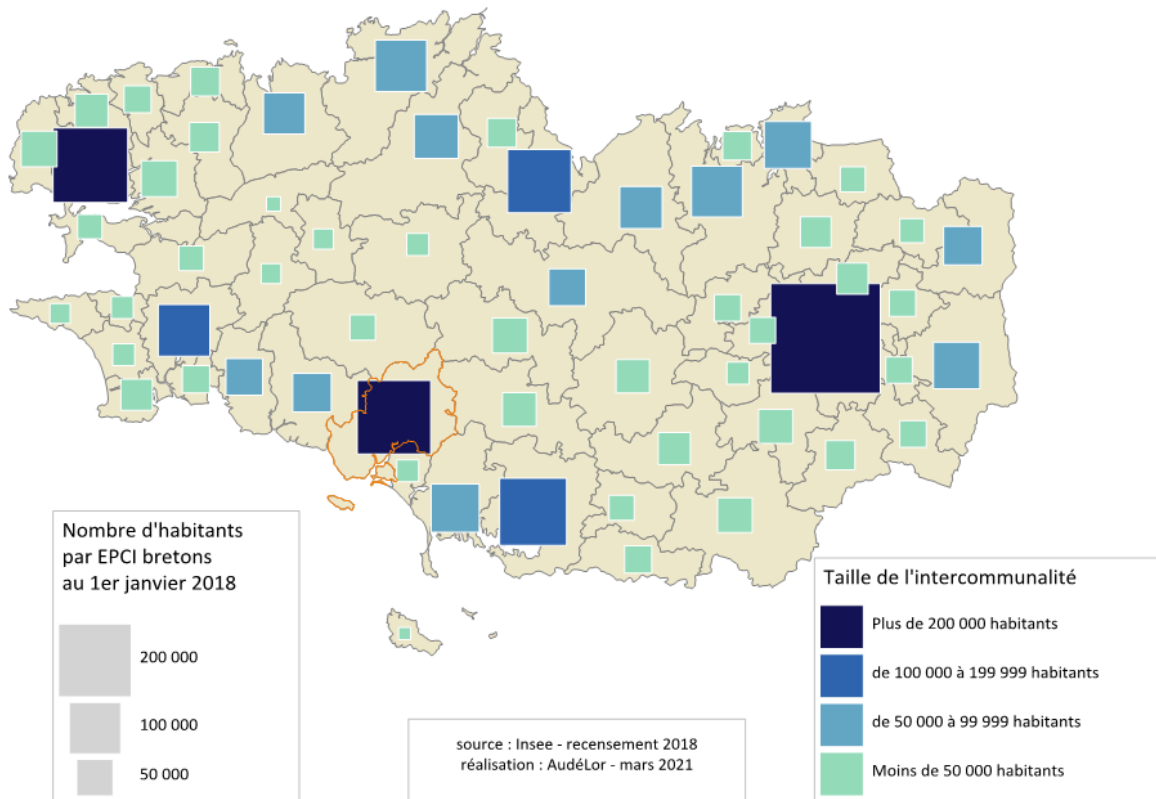 Nombre d'habitants
par EPCI bretons
au 1er janvier 2018
200 000
100 000
50 000
source : Insee - recensement 2018
réalisation : AudéLor - mars 2021
Taille de l'intercommunalité
Plus de 200 000 habitants
de 100 000 à 199 999 habitants
de 50 000 à 99 999 habitants
Moins de 50 000 habitants